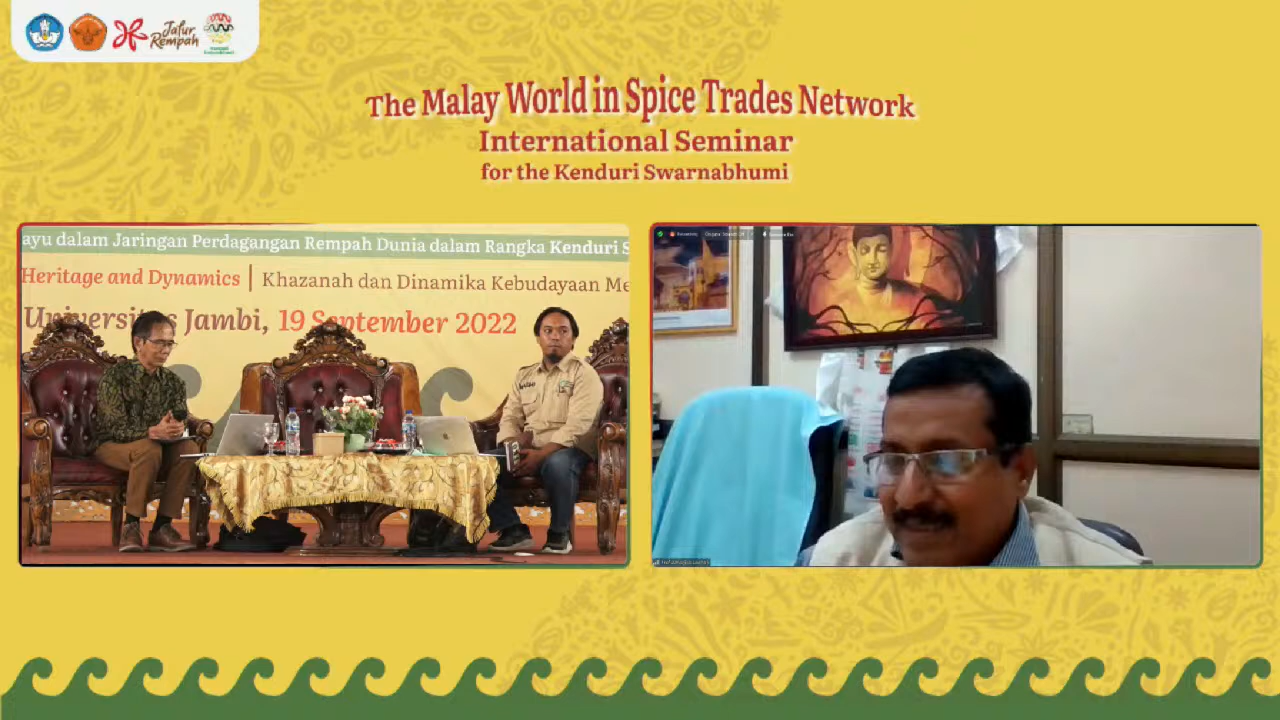 Jalur
Rempah
The Malay World in Spice Trades Network
International Seminar
for the Kenduri Swarnabhumi
ayu dalam Jaringan Perdagangan Rempah Dunia dalam Rangka Kenduri S
Heritage and Dynamics | Khazanah dan Dinamika Kebudayaan Me
Universitas Jambi, 19 September 2022